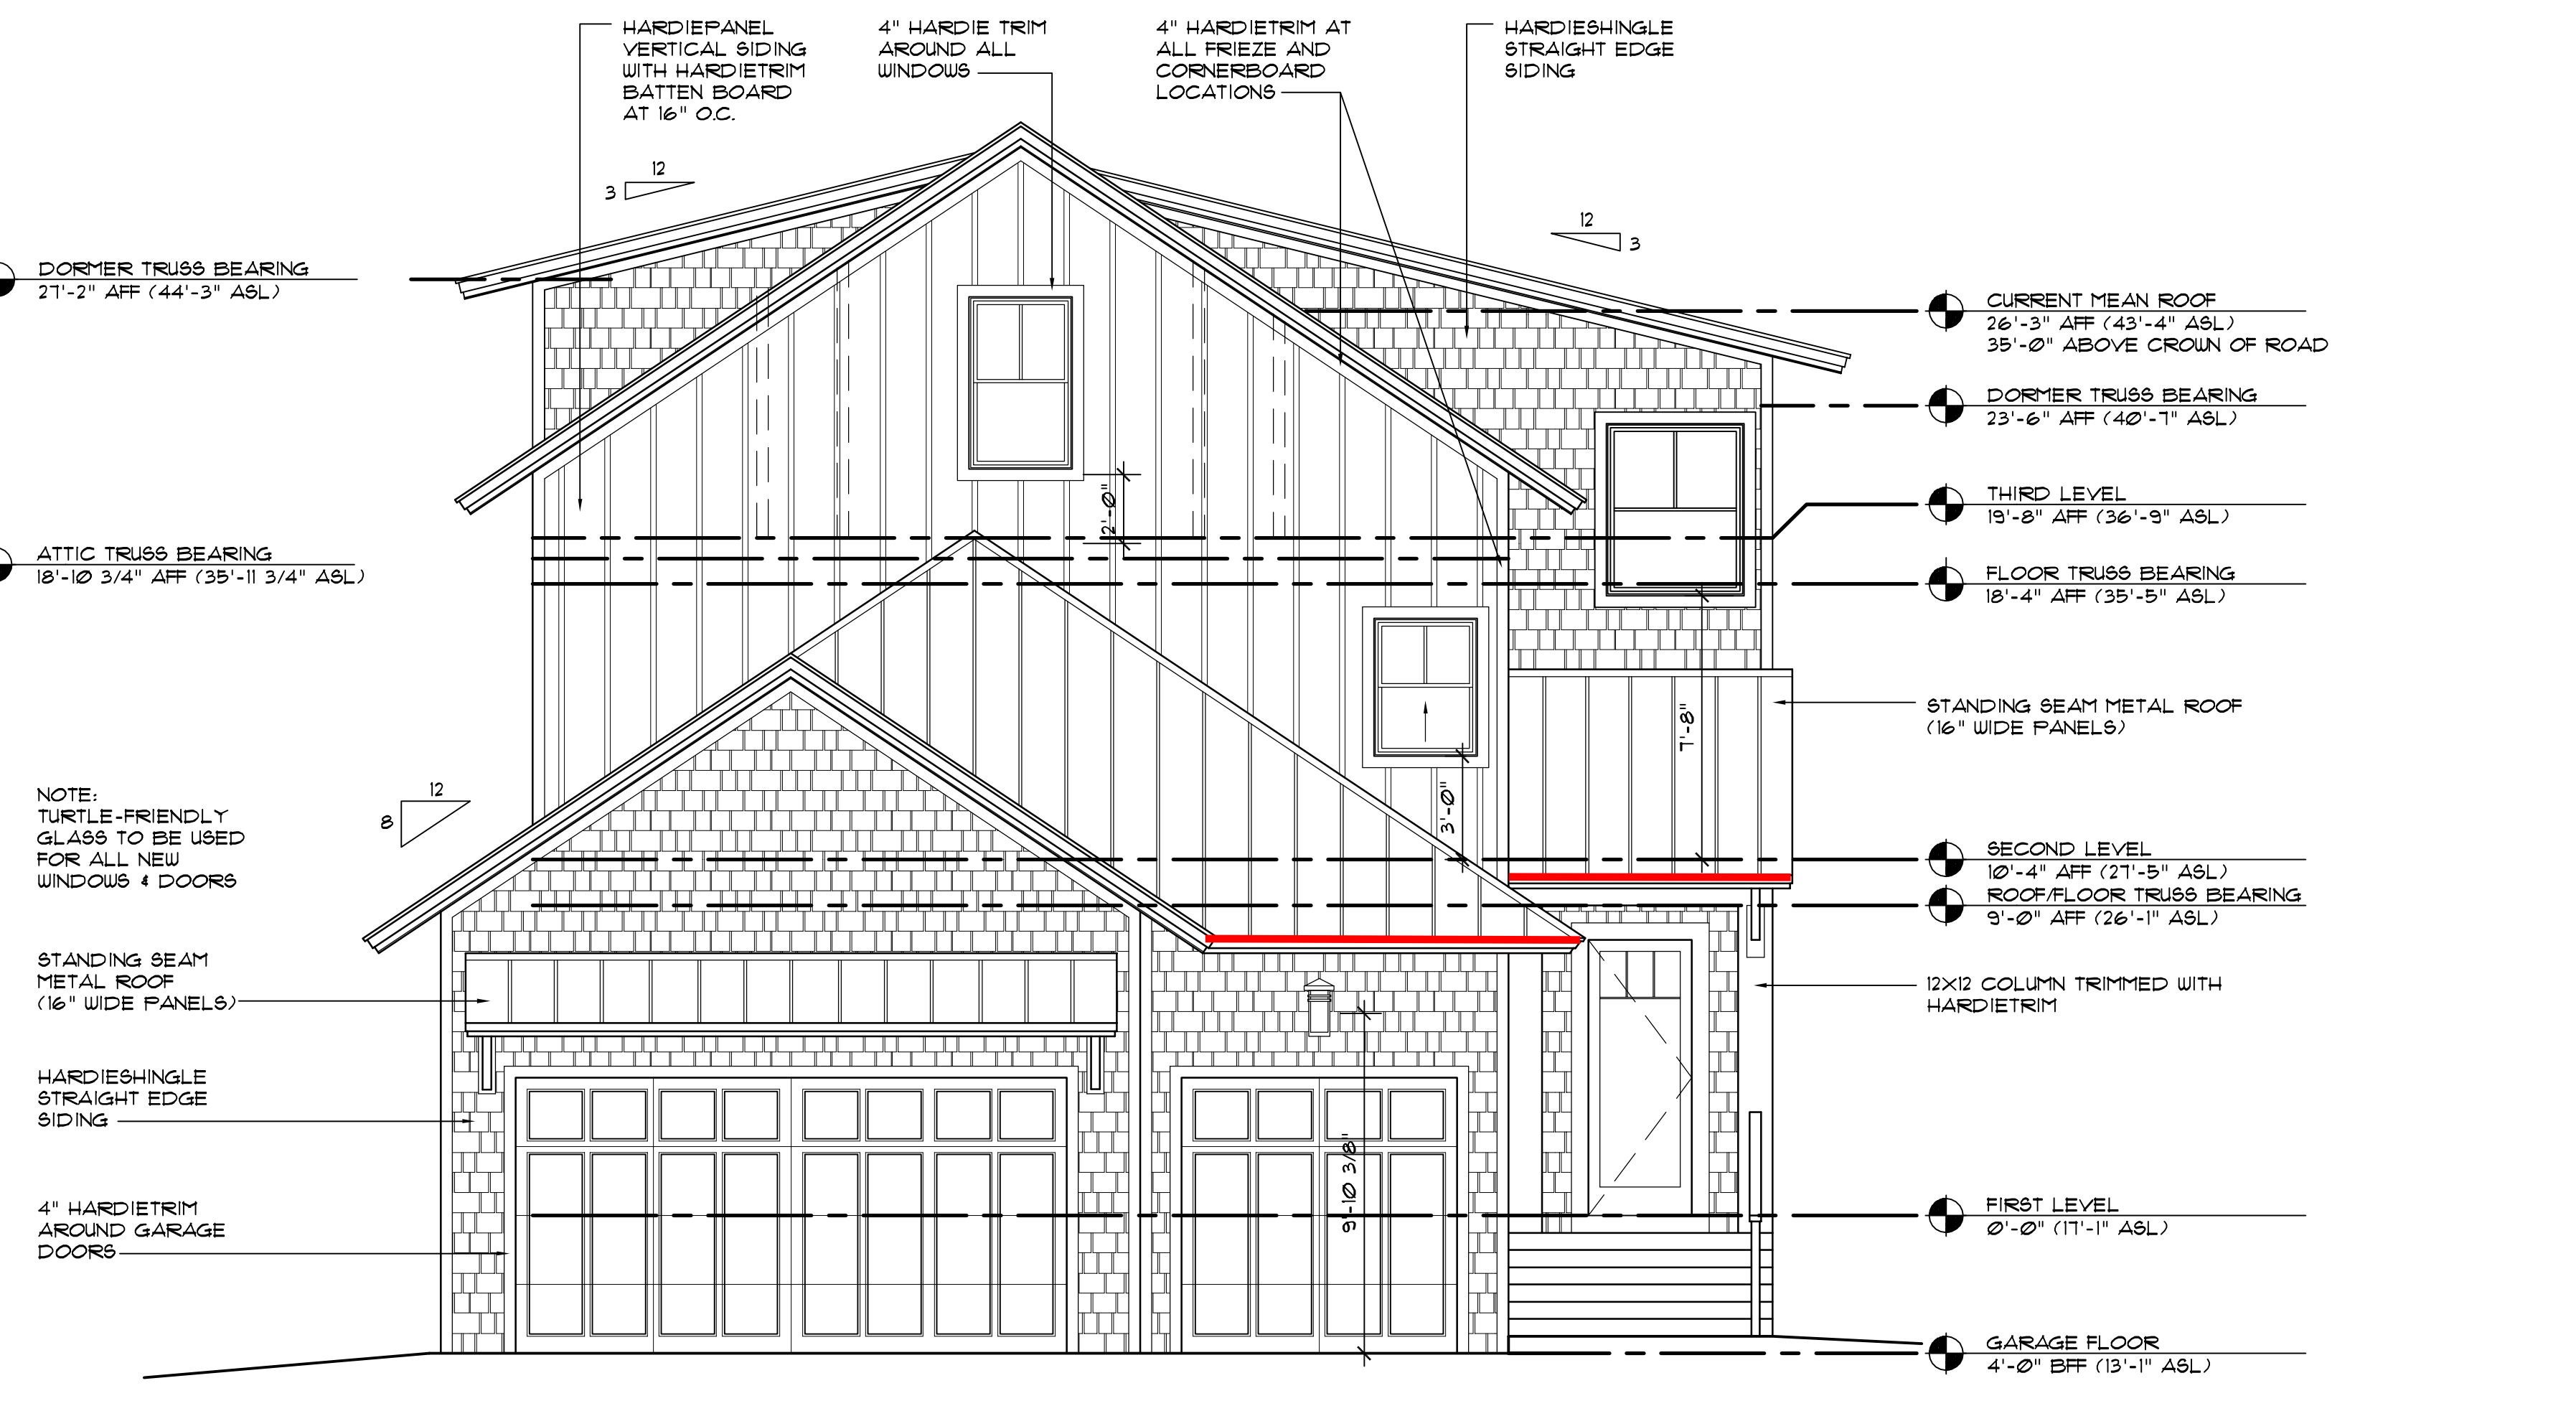 HARDIEPANEL
VERTICAL SIDING
WITH HARDIETRIM
BATTEN BOARD
AT 16" O.C.
4" HARDIE TRIM
AROUND ALL
WINDOWS
4" HARDIETRIM AT
ALL FRIEZE AND
CORNERBOARD
LOCATIONS
HARDIESHINGLE
STRAIGHT EDGE
SIDING
12
3
12
3
DORMER TRUSS BEARING
27'-2" AFF (44'-3" ASL)
CURRENT MEAN ROOF
26'-3" AFF (43'-4" ASL)
35'-0" ABOVE CROWN OF ROAD
DORMER TRUSS BEARING
23'-6" AFF (40'-7" ASL)
THIRD LEVEL
19'-8" AFF (36'-9" ASL)
2'-0"
ATTIC TRUSS BEARING
18'-10 3/4" AFF (35'-11 3/4" ASL)
FLOOR TRUSS BEARING
18'-4" AFF (35'-5" ASL)
STANDING SEAM METAL ROOF
(16" WIDE PANELS)
7'-8"
3'-0"
12
8
NOTE:
TURTLE-FRIENDLY
GLASS TO BE USED
FOR ALL NEW
WINDOWS & DOORS
SECOND LEVEL
10'-4" AFF (27'-5" ASL)
ROOF/FLOOR TRUSS BEARING
9'-0" AFF (26'-1" ASL)
STANDING SEAM
METAL ROOF
(16" WIDE PANELS)
12X12 COLUMN TRIMMED WITH
HARDIETRIM
HARDIESHINGLE
STRAIGHT EDGE
SIDING
9'-10 3/8"
4" HARDIETRIM
AROUND GARAGE
DOORS
FIRST LEVEL
0'-0" (17'-1" ASL)
GARAGE FLOOR
4'-0" BFF (13'-1" ASL)